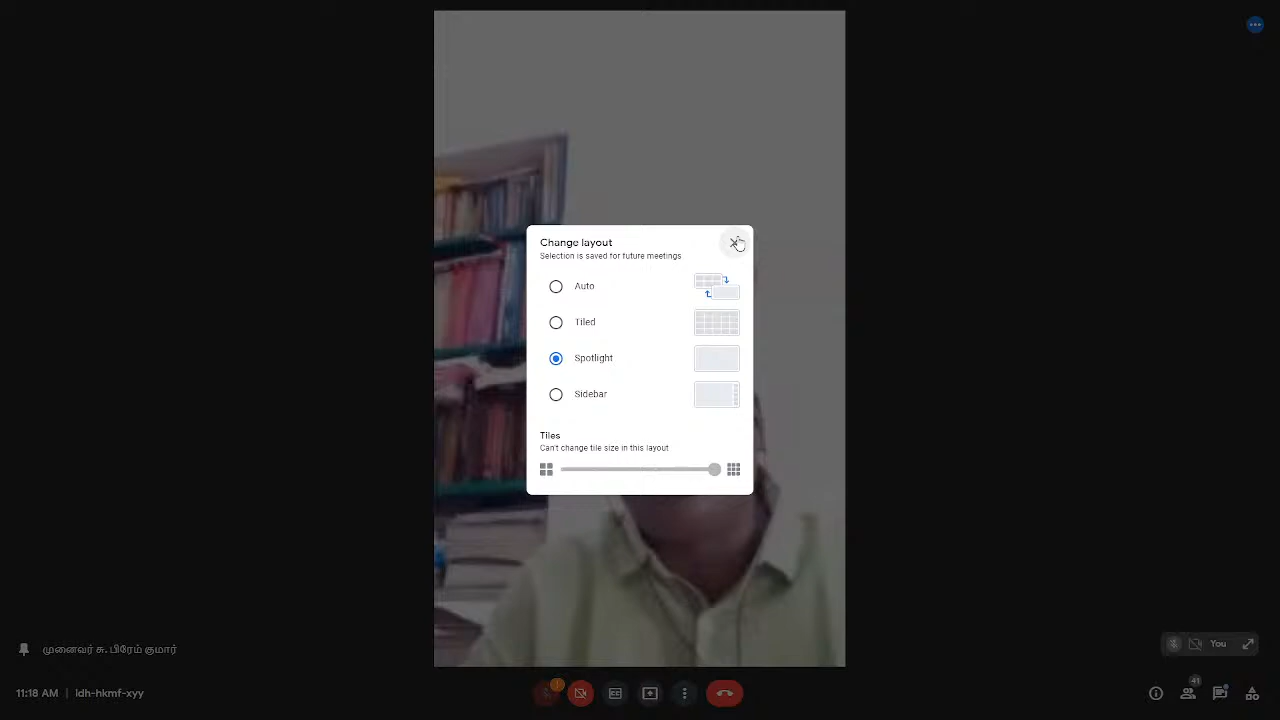 Change layout
Selection is saved for future meetings
Auto
Tiled
Spotlight
Sidebar
Tiles
Can't change tile size in this layout
முனைவர் சு. பிரேம் குமார்
You
11:18 AM | ldh-hkmf-xyy
41